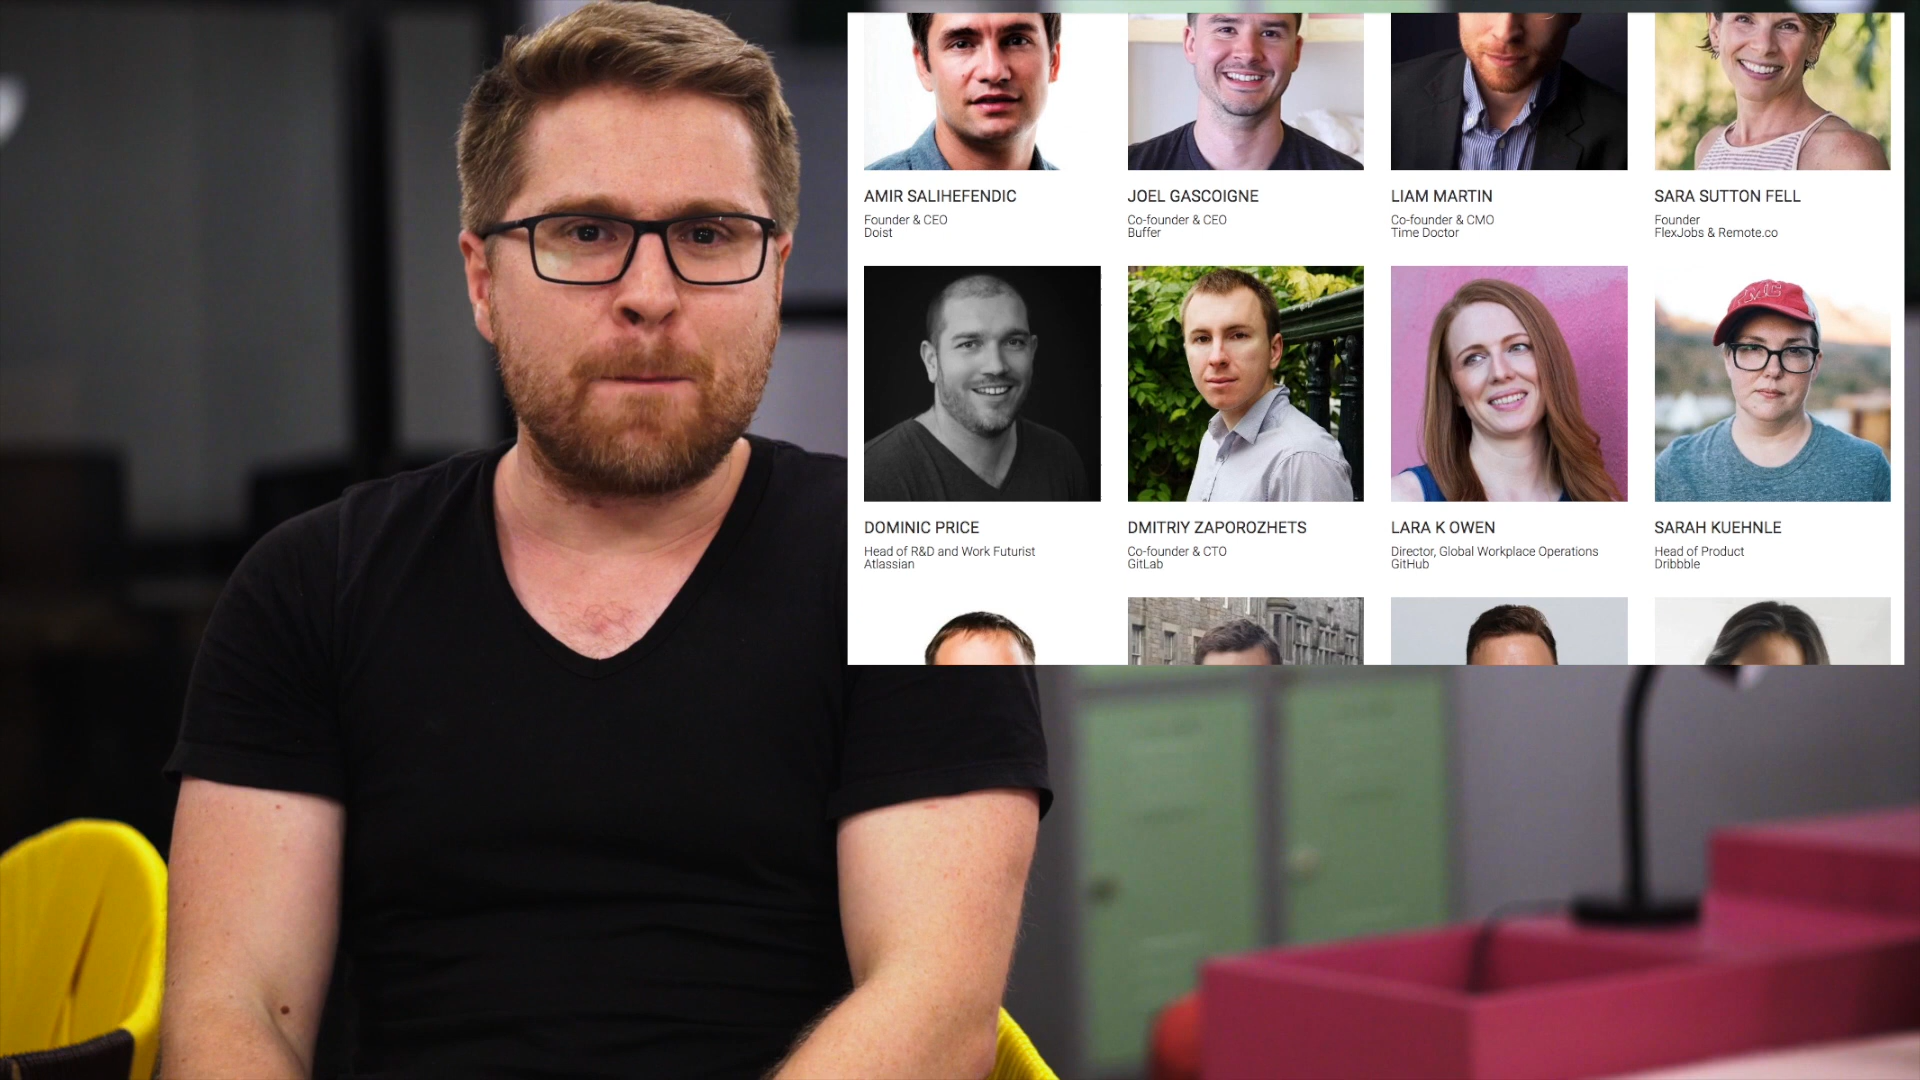 AMIR SALIHEFENDIC
Founder & CEO
Doist
JOEL GASCOIGNE
Co-founder & CEO
Buffer
LIAM MARTIN
Co-founder & CMO
Time Doctor
SARA SUTTON FELL
Founder
FlexJobs & Remote.co
DOMINIC PRICE
Head of R&D and Work Futurist
Atlassian
DMITRIY ZAPOROZHETS
Co-founder & CTO
GitLab
LARA K OWEN
Director, Global Workplace Operations
GitHub
SARAH KUEHNLE
Head of Product
Dribbble